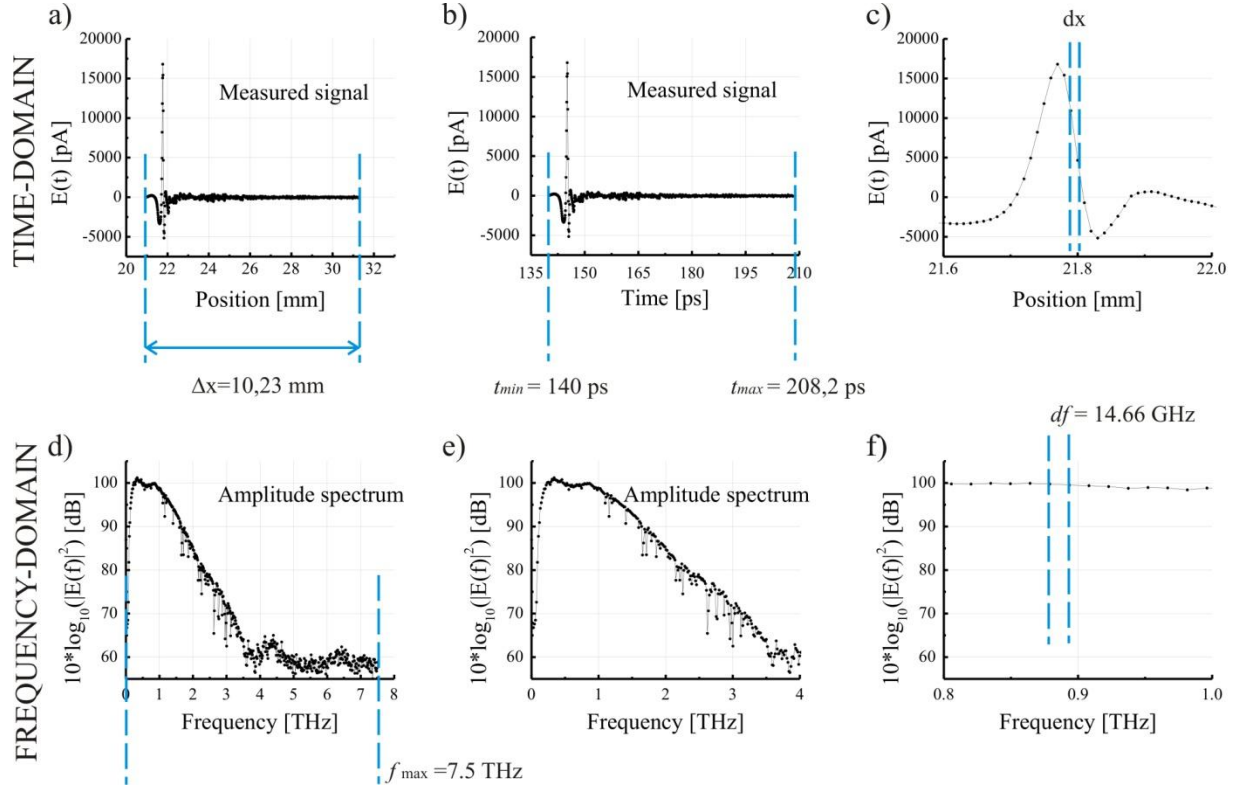 TIME-DOMAIN
a)
20000
15000
10000
5000
0
-5000
E(t) [pA]
Measured signal
20 22 24 26 28 30 32
Position [mm]
Δx=10,23 mm
b)
20000
15000
10000
5000
0
-5000
E(t) [pA]
Measured signal
135 150 165 180 195 210
Time [ps]
tmin = 140 ps
tmax = 208,2 ps
c)
dx
20000
15000
10000
5000
0
-5000
E(t) [pA]
21.6 21.8 22.0
Position [mm]
FREQUENCY-DOMAIN
d)
100
90
80
70
60
10*log10(|E(f)|²) [dB]
Amplitude spectrum
0 1 2 3 4 5 6 7 8
Frequency [THz]
f max =7.5 THz
e)
100
90
80
70
60
10*log10(|E(f)|²) [dB]
Amplitude spectrum
0 1 2 3 4
Frequency [THz]
f)
df = 14.66 GHz
100
90
80
70
60
10*log10(|E(f)|²) [dB]
0.8 0.9 1.0
Frequency [THz]